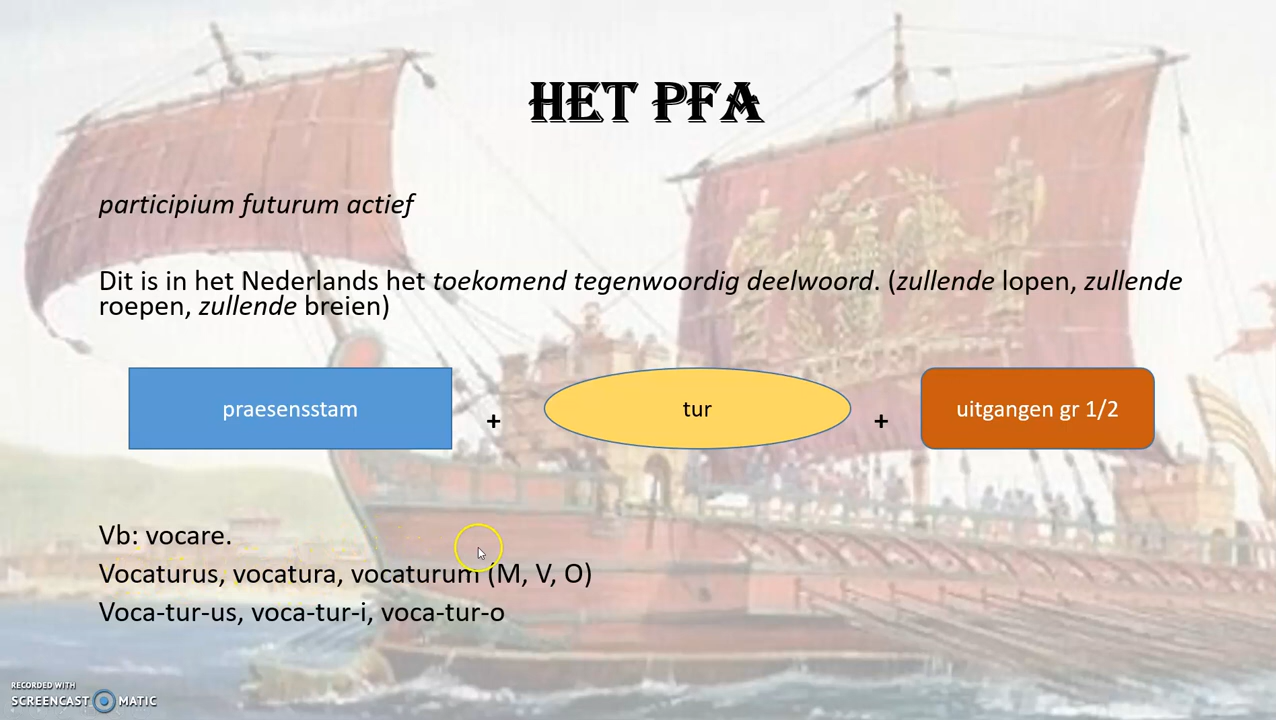 HET PFA
participium futurum actief
Dit is in het Nederlands het toekomend tegenwoordig deelwoord. (zullende lopen, zullende
roepen, zullende breien)
praesensstam + tur + uitgangen gr 1/2
Vb: vocare.
Vocaturus, vocatura, vocaturum (M, V, O)
Voca-tur-us, voca-tur-i, voca-tur-o
RECORDED WITH
SCREENCAST MATIC